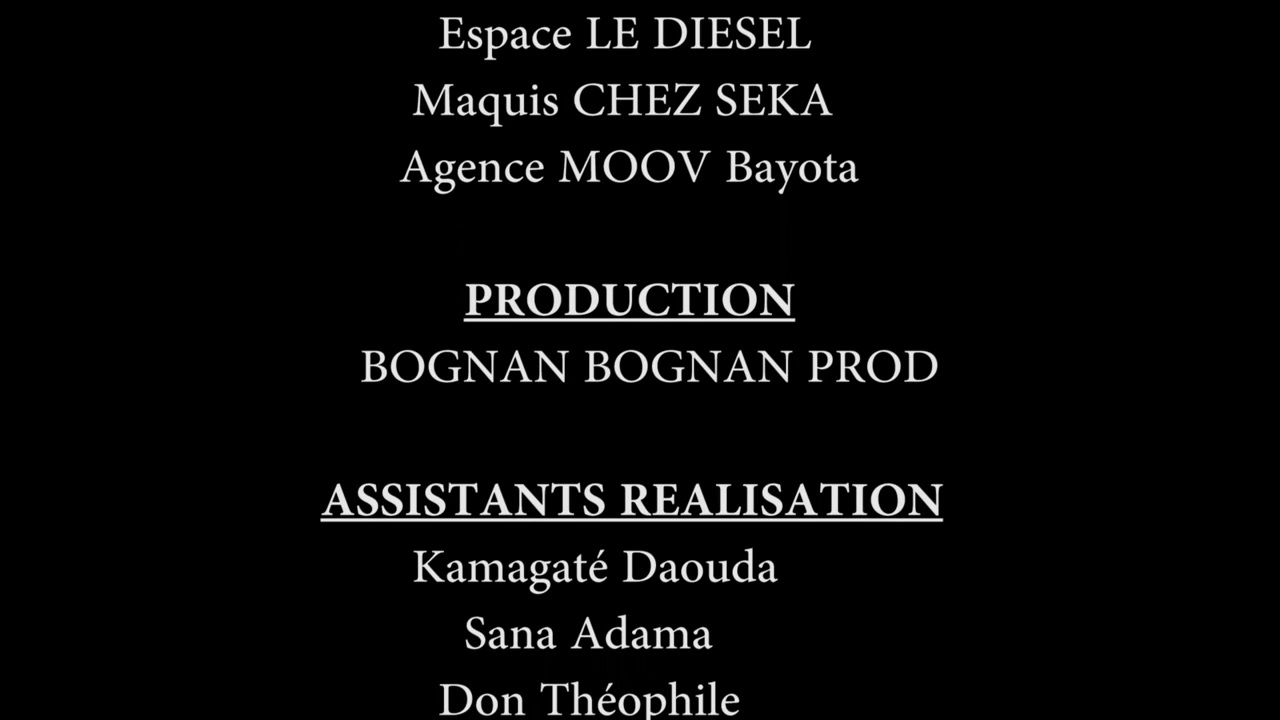 Espace LE DIESEL
Maquis CHEZ SEKA
Agence MOOV Bayota
PRODUCTION
BOGNAN BOGNAN PROD
ASSISTANTS REALISATION
Kamagaté Daouda
Sana Adama
Don Théophile